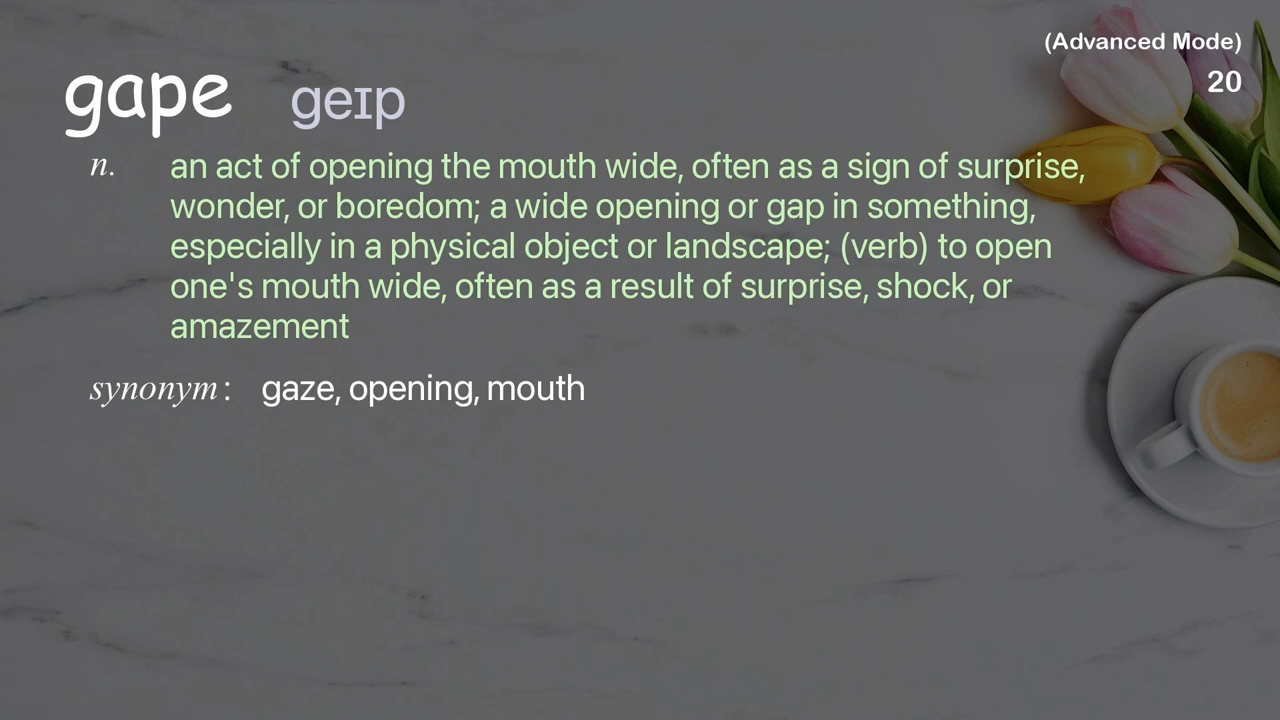 (Advanced Mode)
20
gape geɪp
n. an act of opening the mouth wide, often as a sign of surprise,
wonder, or boredom; a wide opening or gap in something,
especially in a physical object or landscape; (verb) to open
one's mouth wide, often as a result of surprise, shock, or
amazement
synonym: gaze, opening, mouth